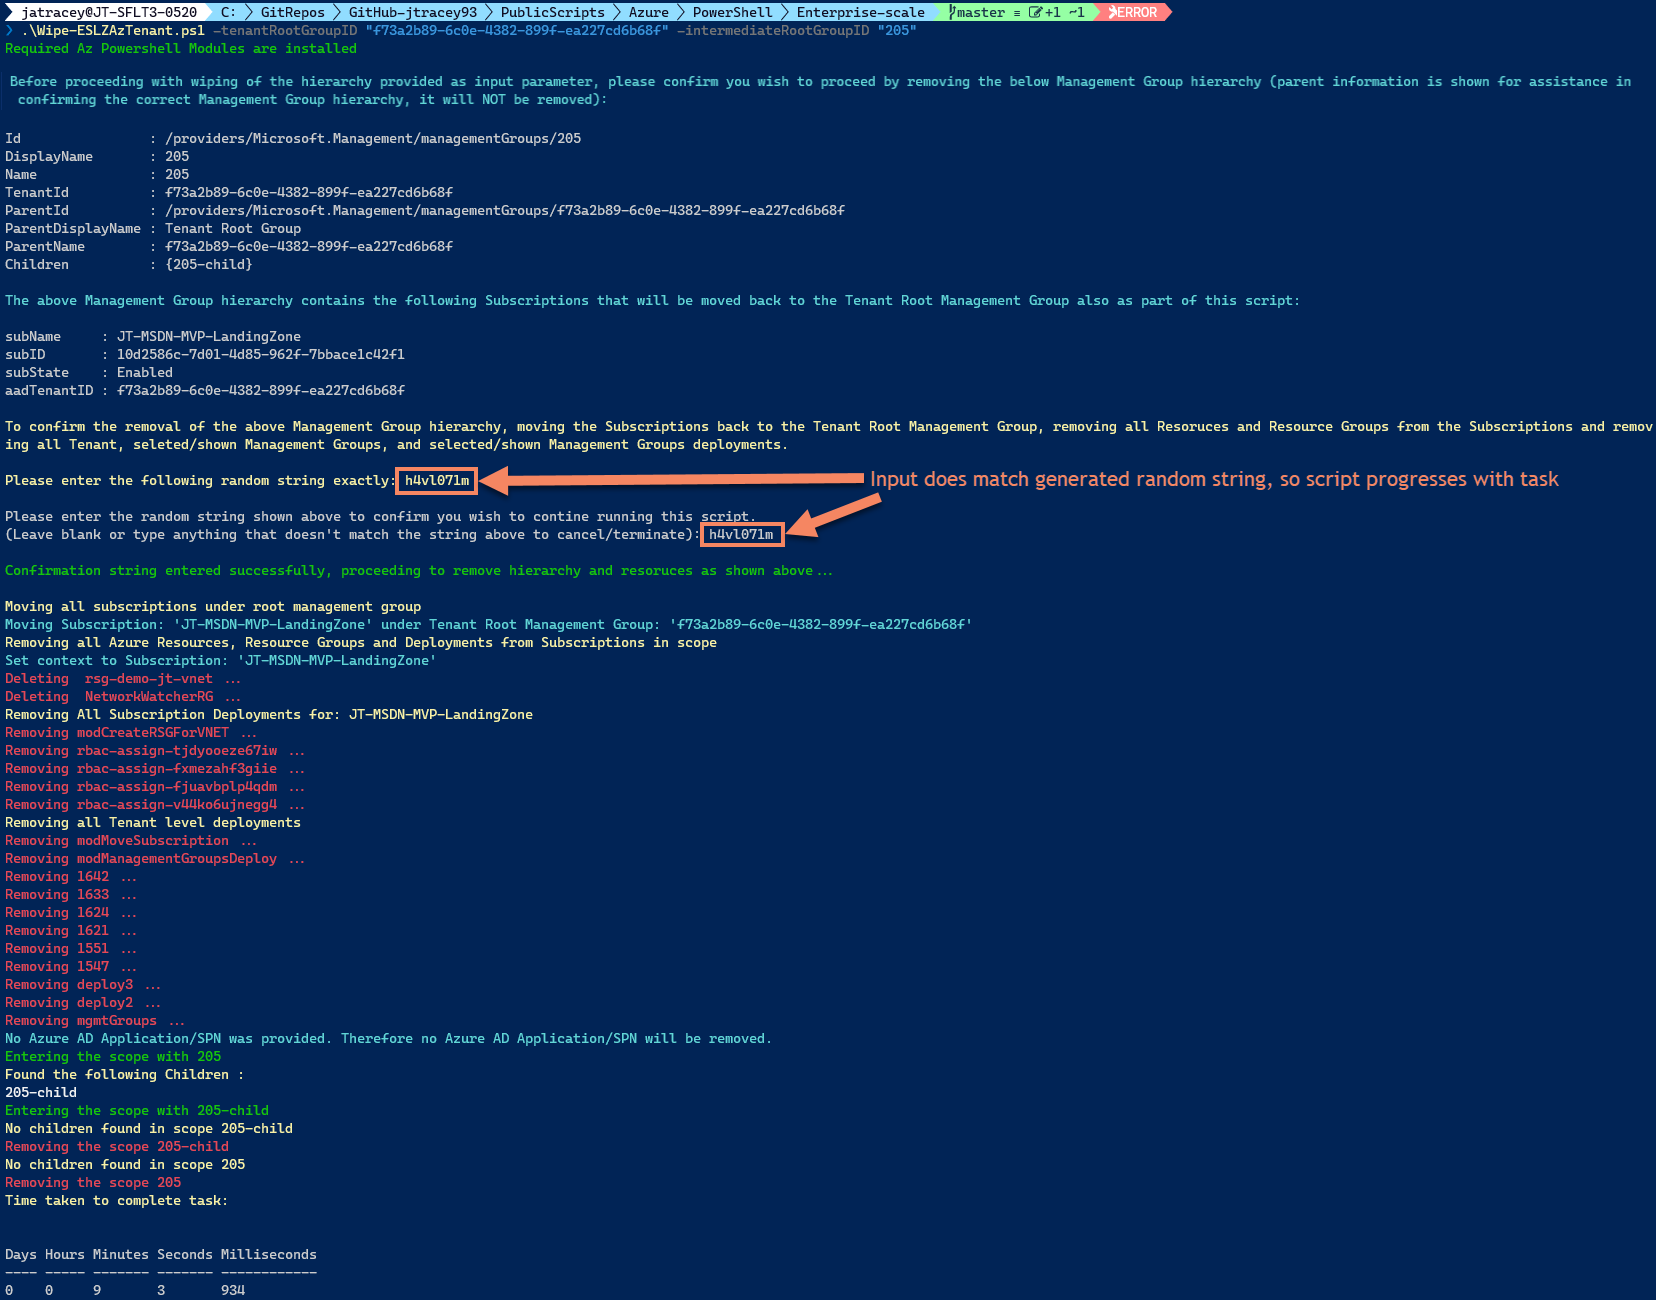 jatracey@JT-SFLT3-0520 C: GitRepos GitHub-jtracey93 PublicScripts Azure PowerShell Enterprise-scale master ≡ +1 ~1 ERROR
❯ .\Wipe-ESLZAzTenant.ps1 -tenantRootGroupID "f73a2b89-6c0e-4382-899f-ea227cd6b68f" -intermediateRootGroupID "205"
Required Az Powershell Modules are installed
Before proceeding with wiping of the hierarchy provided as input parameter, please confirm you wish to proceed by removing the below Management Group hierarchy (parent information is shown for assistance in
confirming the correct Management Group hierarchy, it will NOT be removed):
Id : /providers/Microsoft.Management/managementGroups/205
DisplayName : 205
Name : 205
TenantId : f73a2b89-6c0e-4382-899f-ea227cd6b68f
ParentId : /providers/Microsoft.Management/managementGroups/f73a2b89-6c0e-4382-899f-ea227cd6b68f
ParentDisplayName : Tenant Root Group
ParentName : f73a2b89-6c0e-4382-899f-ea227cd6b68f
Children : {205-child}
The above Management Group hierarchy contains the following Subscriptions that will be moved back to the Tenant Root Management Group also as part of this script:
subName : JT-MSDN-MVP-LandingZone
subID : 10d2586c-7d01-4d85-962f-7bbace1c42f1
subState : Enabled
aadTenantID : f73a2b89-6c0e-4382-899f-ea227cd6b68f
To confirm the removal of the above Management Group hierarchy, moving the Subscriptions back to the Tenant Root Management Group, removing all Resoruces and Resource Groups from the Subscriptions and remov
ing all Tenant, seleted/shown Management Groups, and selected/shown Management Groups deployments.
Please enter the following random string exactly: h4vl071m
Input does match generated random string, so script progresses with task
Please enter the random string shown above to confirm you wish to contine running this script.
(Leave blank or type anything that doesn't match the string above to cancel/terminate): h4vl071m
Confirmation string entered successfully, proceeding to remove hierarchy and resoruces as shown above...
Moving all subscriptions under root management group
Moving Subscription: 'JT-MSDN-MVP-LandingZone' under Tenant Root Management Group: 'f73a2b89-6c0e-4382-899f-ea227cd6b68f'
Removing all Azure Resources, Resource Groups and Deployments from Subscriptions in scope
Set context to Subscription: 'JT-MSDN-MVP-LandingZone'
Deleting  rsg-demo-jt-vnet ...
Deleting  NetworkWatcherRG ...
Removing All Subscription Deployments for: JT-MSDN-MVP-LandingZone
Removing modCreateRSGForVNET ...
Removing rbac-assign-tjdyooeze67iw ...
Removing rbac-assign-fxmezahf3giie ...
Removing rbac-assign-fjuavbplp4qdm ...
Removing rbac-assign-v44ko6ujnegg4 ...
Removing all Tenant level deployments
Removing modMoveSubscription ...
Removing modManagementGroupsDeploy ...
Removing 1642 ...
Removing 1633 ...
Removing 1624 ...
Removing 1621 ...
Removing 1551 ...
Removing 1547 ...
Removing deploy3 ...
Removing deploy2 ...
Removing mgmtGroups ...
No Azure AD Application/SPN was provided. Therefore no Azure AD Application/SPN will be removed.
Entering the scope with 205
Found the following Children :
205-child
Entering the scope with 205-child
No children found in scope 205-child
Removing the scope 205-child
No children found in scope 205
Removing the scope 205
Time taken to complete task:
Days Hours Minutes Seconds Milliseconds
---- ----- ------- ------- ------------
0 0 9 3 934